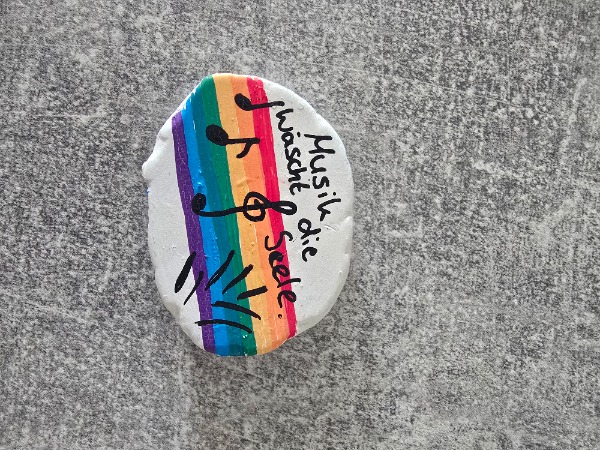 Musik
wäscht die
Seele.